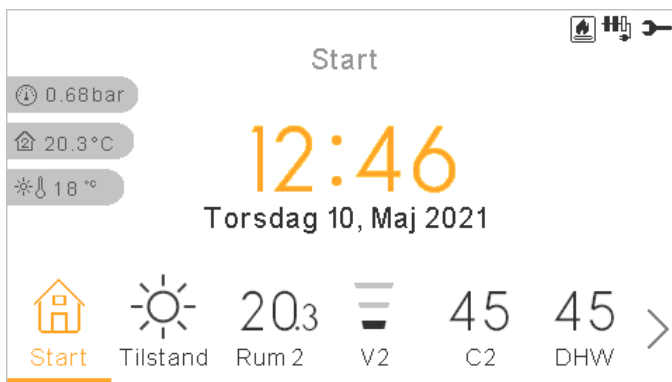 Start
0.68bar
2 20.3°C
18 °C
12:46
Torsdag 10, Maj 2021
20.3 45 45
Start Tilstand Rum 2 V2 C2 DHW